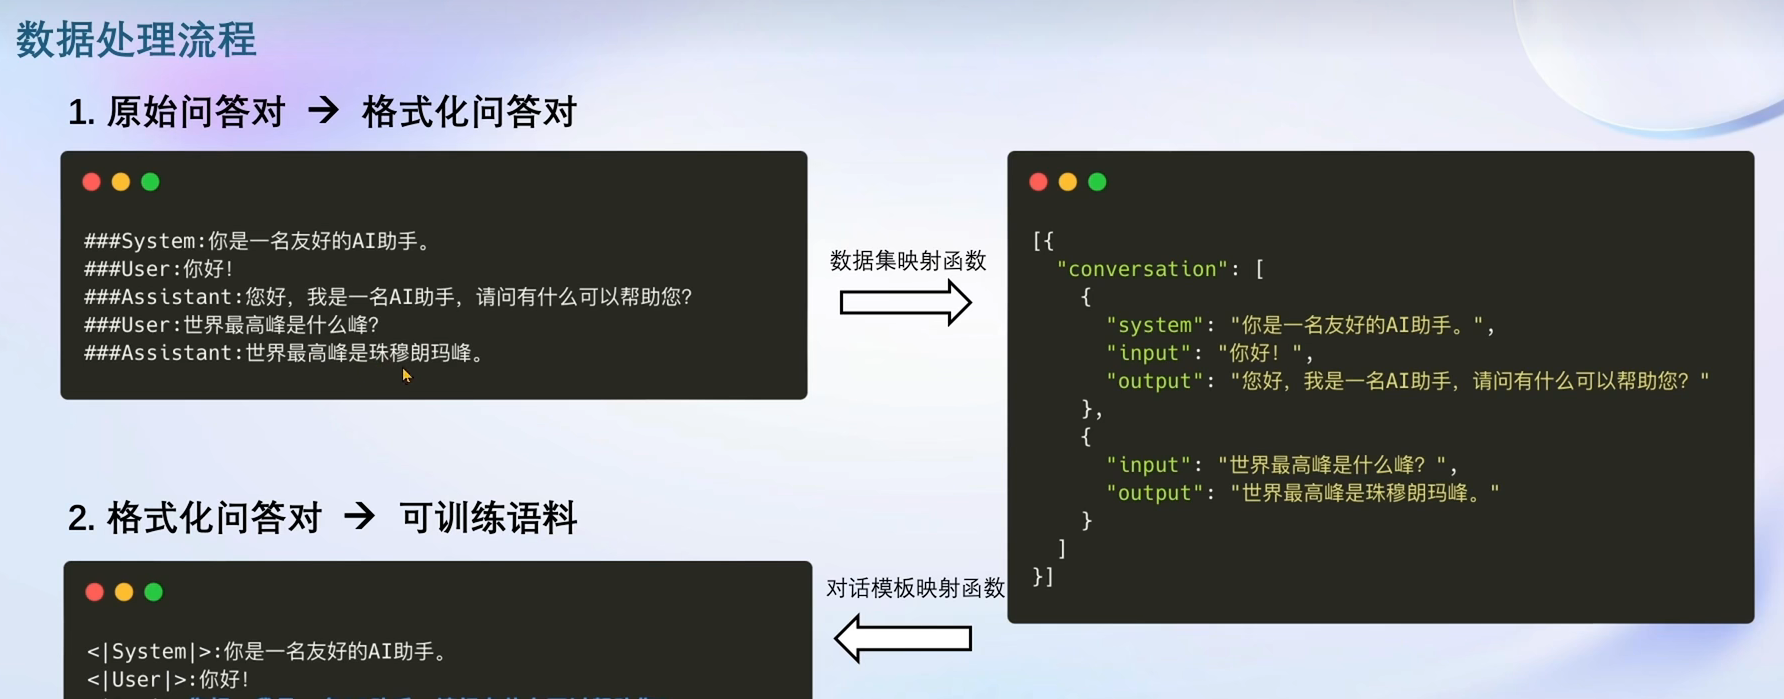 数据处理流程
1. 原始问答对 → 格式化问答对
###System:你是一名友好的AI助手。
###User:你好!
###Assistant:您好，我是一名AI助手，请问有什么可以帮助您?
###User:世界最高峰是什么峰?
###Assistant:世界最高峰是珠穆朗玛峰。
数据集映射函数
[{
"conversation": [
{
"system": "你是一名友好的AI助手。",
"input": "你好! ",
"output": "您好，我是一名AI助手，请问有什么可以帮助您? "
},
{
"input": "世界最高峰是什么峰? ",
"output": "世界最高峰是珠穆朗玛峰。"
}
]
}]
2. 格式化问答对 → 可训练语料
对话模板映射函数
<|System|>:你是一名友好的AI助手。
<|User|>:你好!